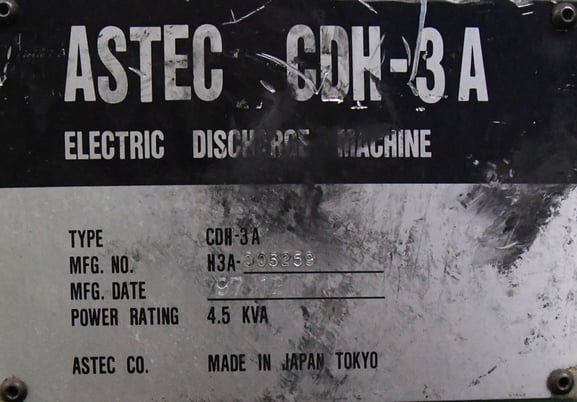 ASTEC CDH-3A
ELECTRIC DISCHARGE MACHINE
TYPE CDH-3A
MFG. NO. H3A-005259
MFG. DATE
POWER RATING 4.5 KVA
ASTEC CO. MADE IN JAPAN TOKYO